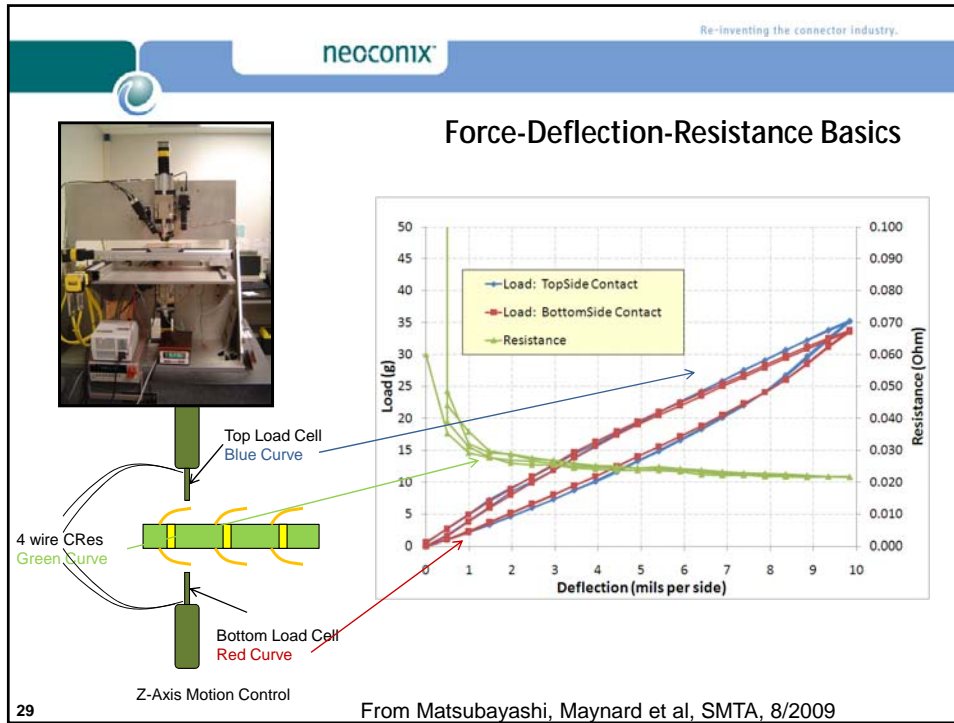 Re-inventing the connector industry.
neoconix
Force-Deflection-Resistance Basics
50
45
40
35
30
25
20
15
10
5
0
Load (g)
0.100
0.090
0.080
0.070
0.060
0.050
0.040
0.030
0.020
0.010
0.000
Resistance (Ohm)
Load: TopSide Contact
Load: BottomSide Contact
Resistance
0 1 2 3 4 5 6 7 8 9 10
Deflection (mils per side)
Top Load Cell
Blue Curve
4 wire CRes
Green Curve
Bottom Load Cell
Red Curve
Z-Axis Motion Control
29
From Matsubayashi, Maynard et al, SMTA, 8/2009